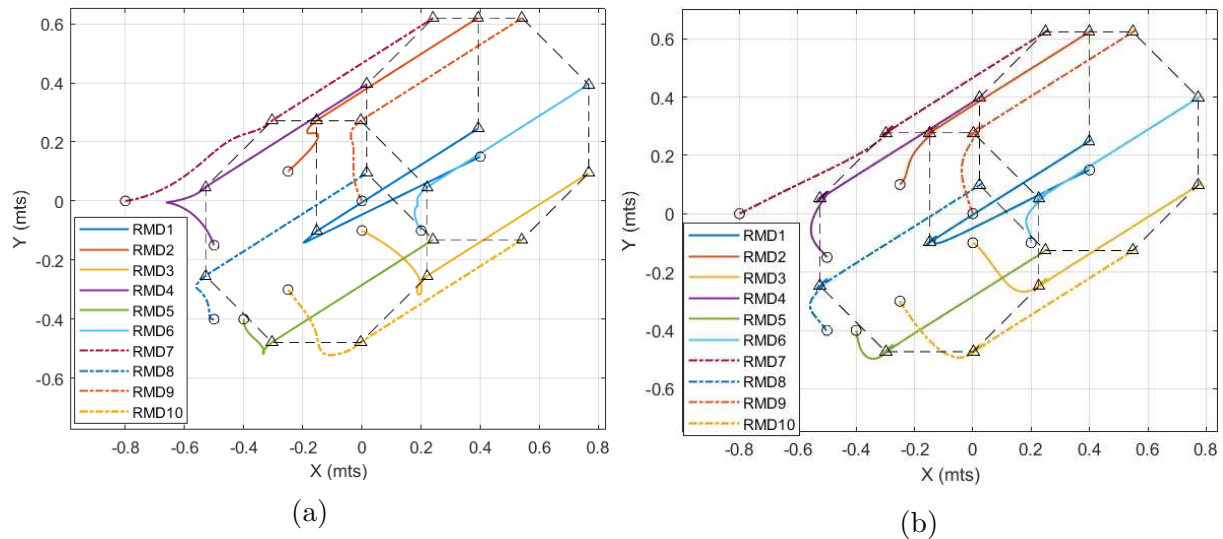 0.6
0.4
0.2
0
-0.2
-0.4
-0.6
Y (mts)
RMD1
RMD2
RMD3
RMD4
RMD5
RMD6
RMD7
RMD8
RMD9
RMD10
-0.8 -0.6 -0.4 -0.2 0 0.2 0.4 0.6 0.8
X (mts)
(a)
0.6
0.4
0.2
0
-0.2
-0.4
-0.6
Y (mts)
RMD1
RMD2
RMD3
RMD4
RMD5
RMD6
RMD7
RMD8
RMD9
RMD10
-0.8 -0.6 -0.4 -0.2 0 0.2 0.4 0.6 0.8
X (mts)
(b)